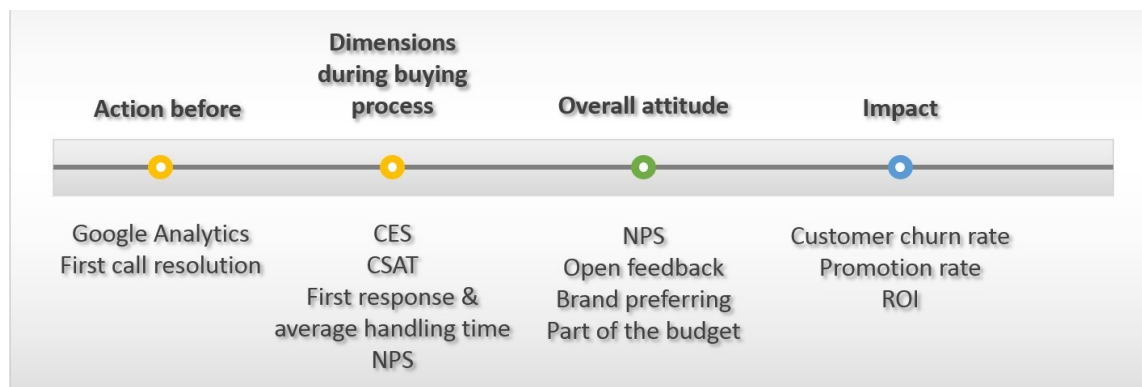 Action before
Dimensions
during buying
process
Overall attitude
Impact
Google Analytics
First call resolution
CES
CSAT
First response &
average handling time
NPS
NPS
Open feedback
Brand preferring
Part of the budget
Customer churn rate
Promotion rate
ROI